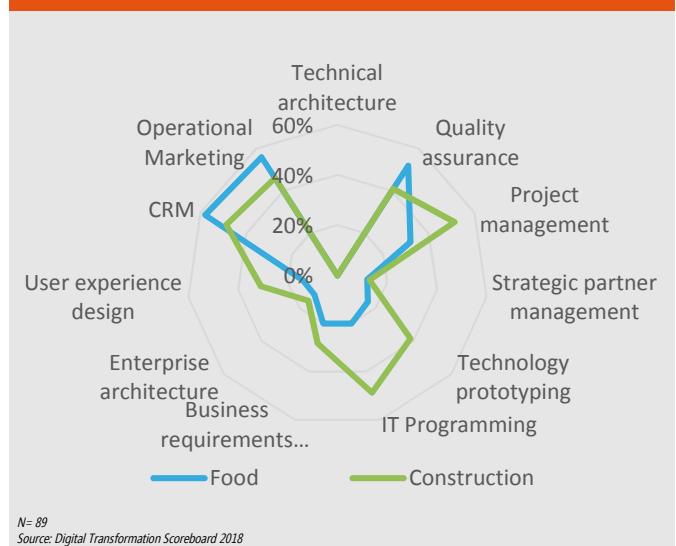 Technical
architecture
60%
Operational
Marketing
Quality
assurance
40%
CRM
Project
management
20%
User experience
design
0%
Strategic partner
management
Enterprise
architecture
Technology
prototyping
Business
requirements...
IT Programming
Food
Construction
N= 89
Source: Digital Transformation Scoreboard 2018